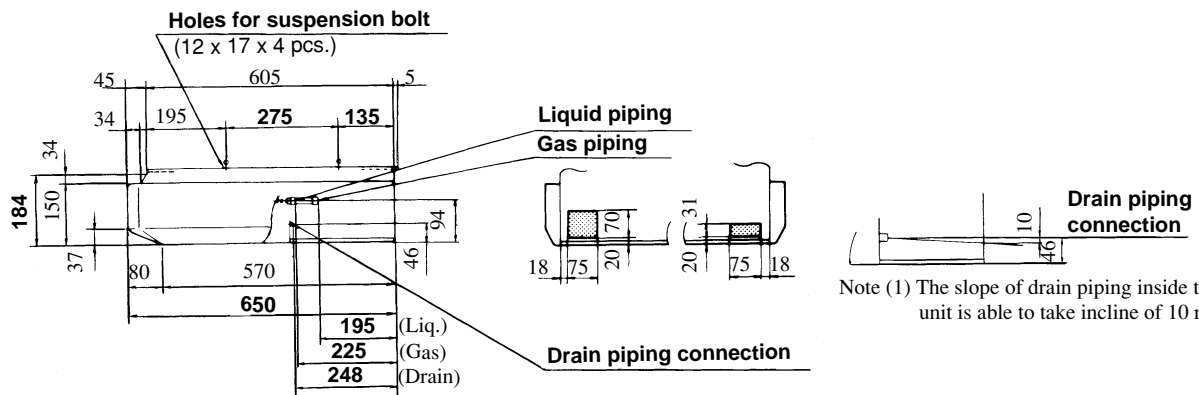 Holes for suspension bolt
(12 x 17 x 4 pcs.)
45
605
5
34
195
275
135
Liquid piping
Gas piping
34
184
150
94
37
46
80
570
650
195 (Liq.)
225 (Gas)
248 (Drain)
Drain piping connection
70
31
20
20
18
75
75
18
Drain piping
connection
10
46
Note (1) The slope of drain piping inside t
unit is able to take incline of 10